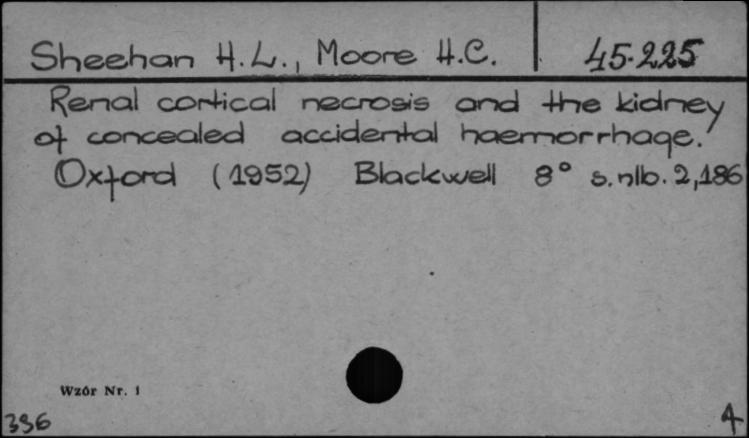 Sheehan H.L., Moore H.C. 45.225
Renal cortical necrosis and the kidney
of concealed accidental haemorrhage.
Oxford (1952) Blackwell 8° s.nlb. 2,186
Wzór Nr. 1
396 4